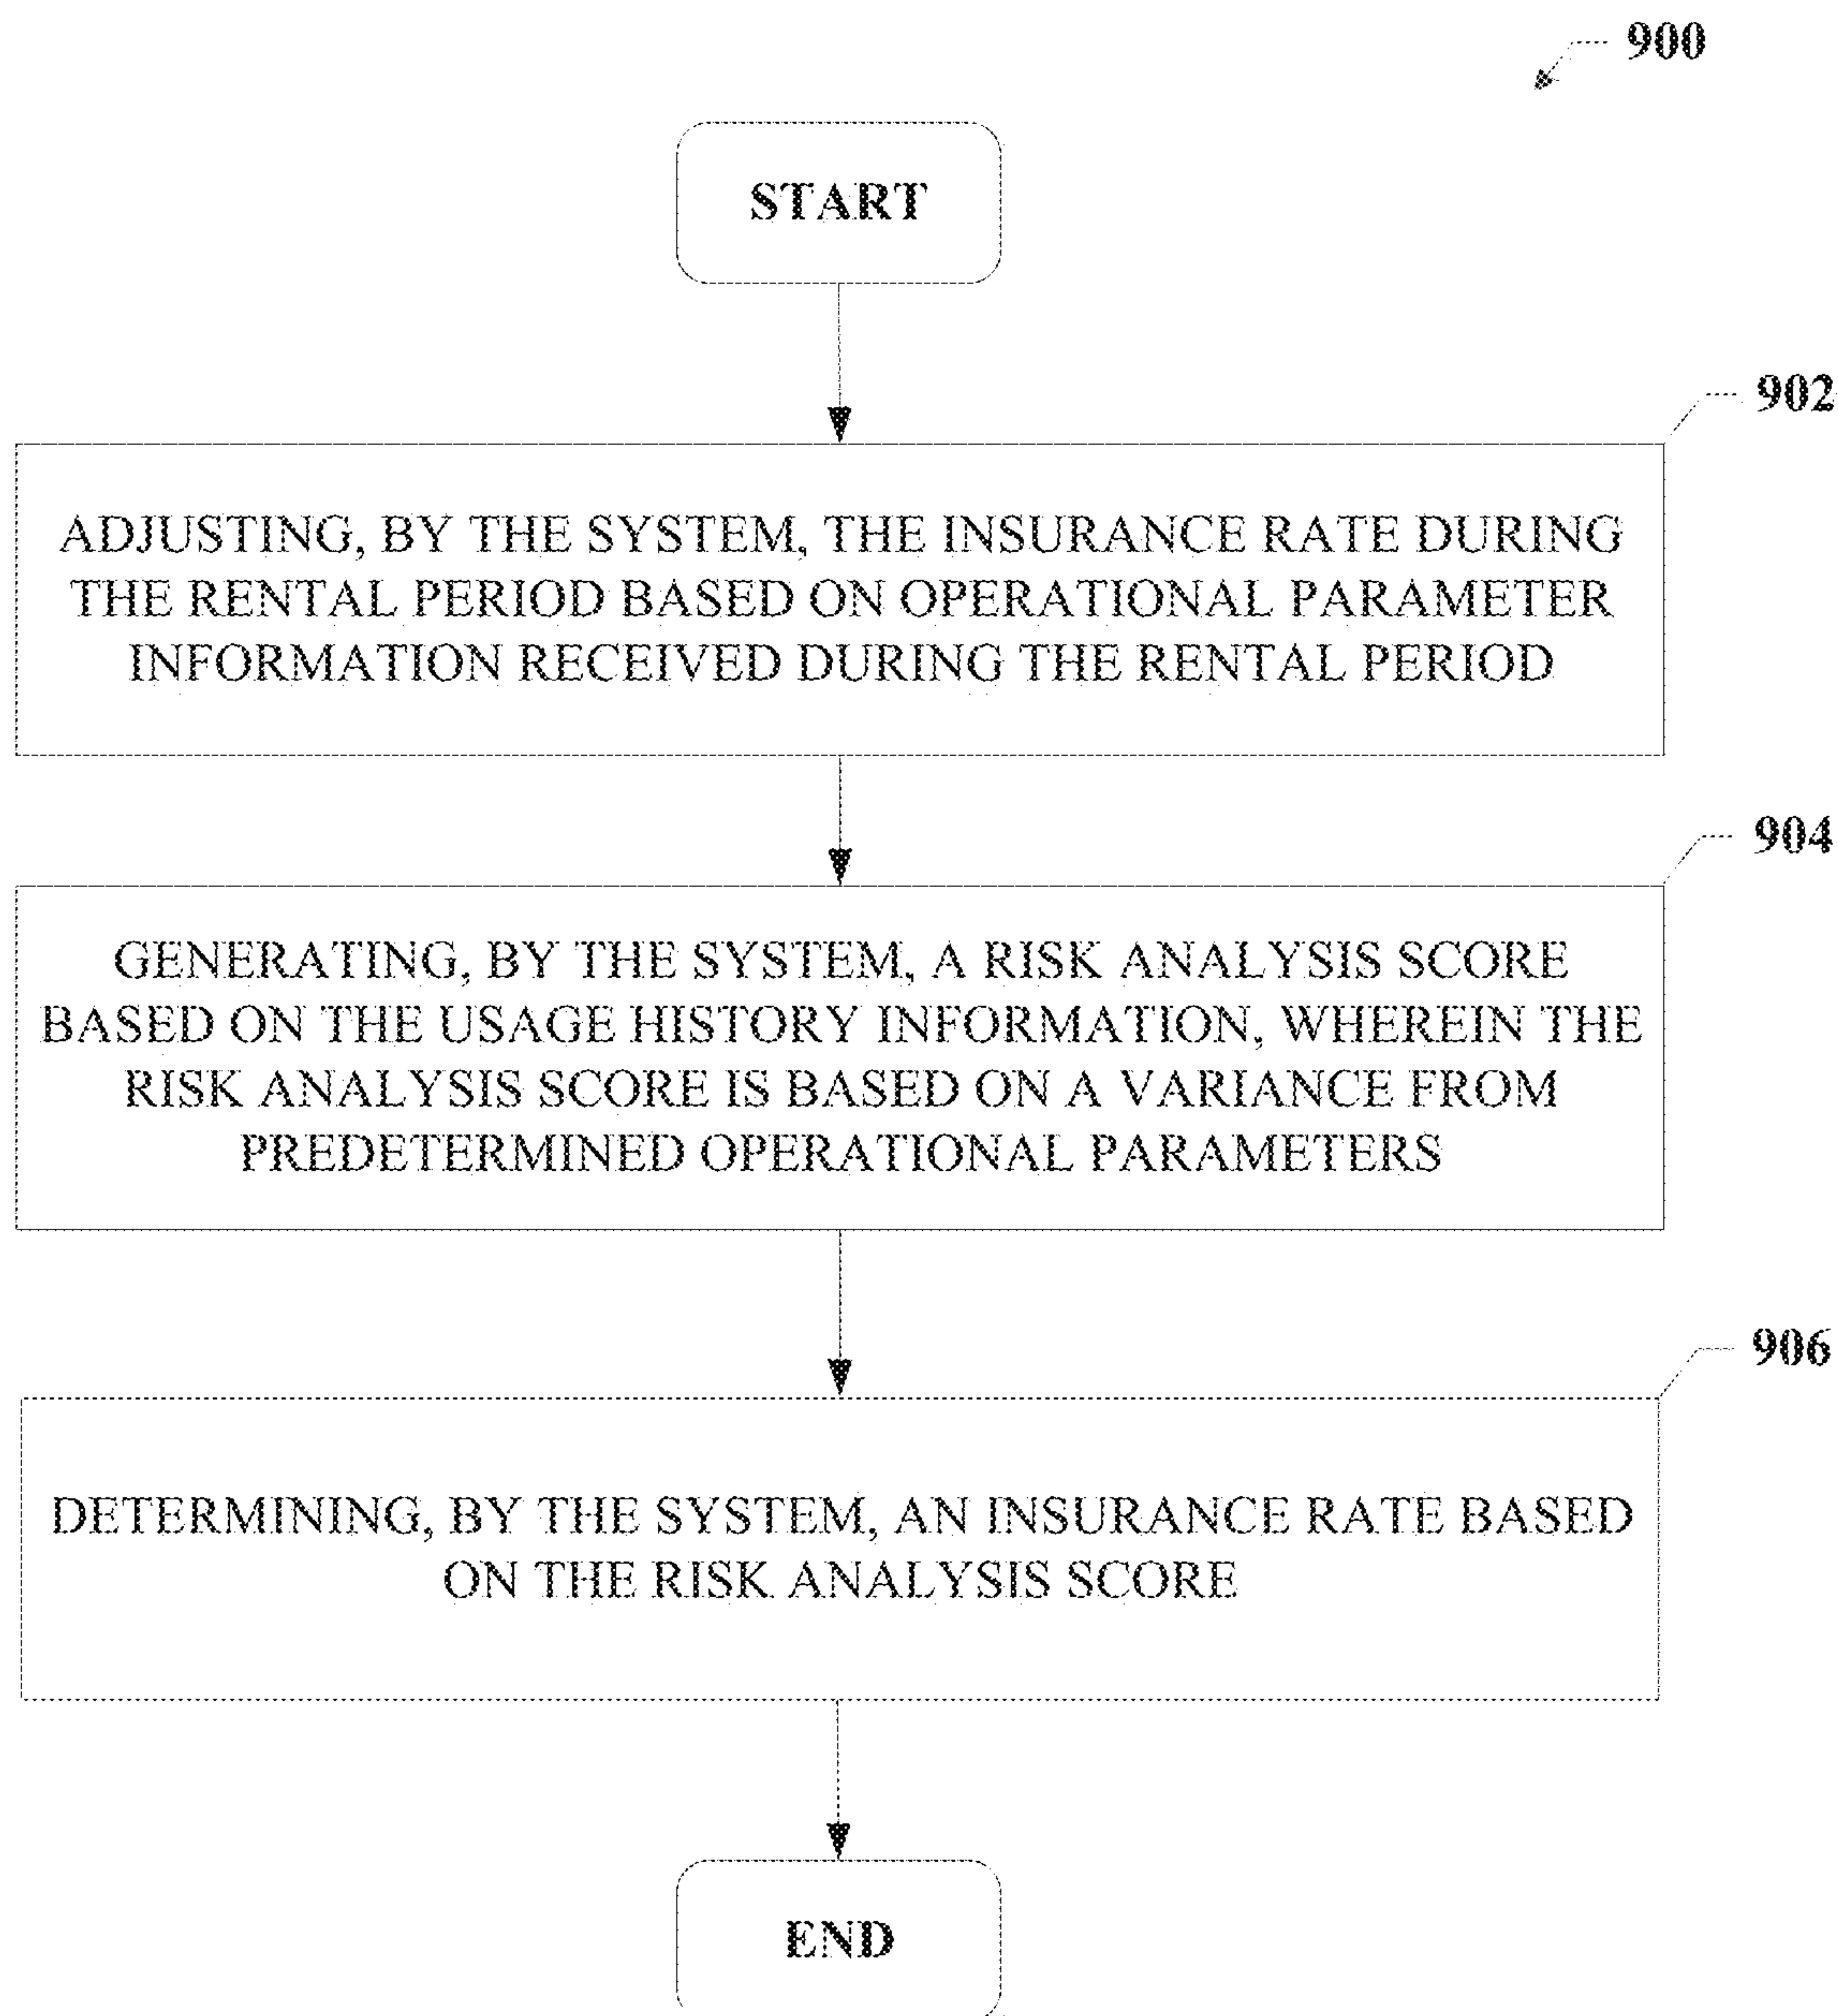 900
START
902
ADJUSTING, BY THE SYSTEM, THE INSURANCE RATE DURING
THE RENTAL PERIOD BASED ON OPERATIONAL PARAMETER
INFORMATION RECEIVED DURING THE RENTAL PERIOD
904
GENERATING, BY THE SYSTEM, A RISK ANALYSIS SCORE
BASED ON THE USAGE HISTORY INFORMATION, WHEREIN THE
RISK ANALYSIS SCORE IS BASED ON A VARIANCE FROM
PREDETERMINED OPERATIONAL PARAMETERS
906
DETERMINING, BY THE SYSTEM, AN INSURANCE RATE BASED
ON THE RISK ANALYSIS SCORE
END